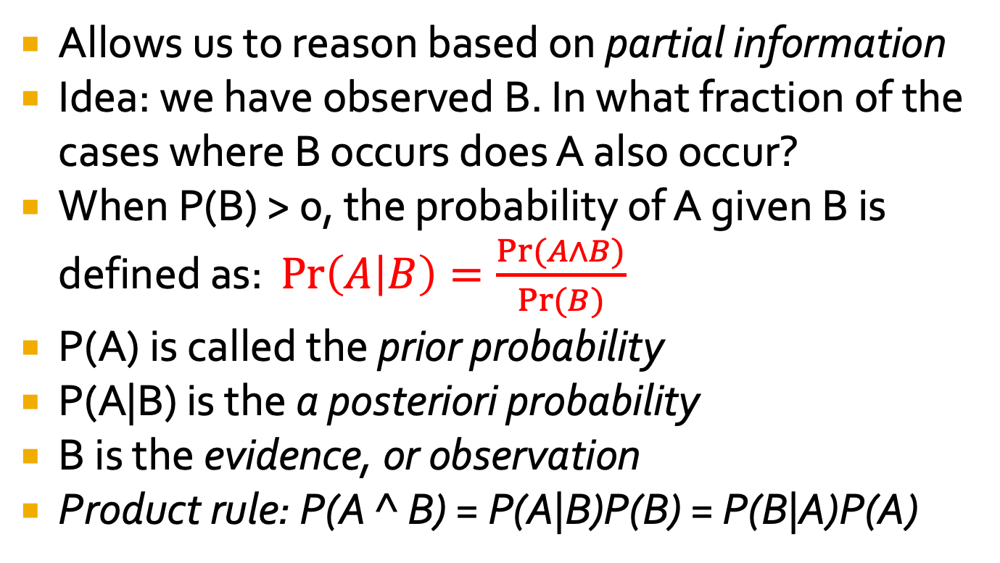 ▪ Allows us to reason based on partial information
▪ Idea: we have observed B. In what fraction of the
cases where B occurs does A also occur?
▪ When P(B) > 0, the probability of A given B is
defined as: Pr(A|B) = Pr(A∧B) / Pr(B)
▪ P(A) is called the prior probability
▪ P(A|B) is the a posteriori probability
▪ B is the evidence, or observation
▪ Product rule: P(A ^ B) = P(A|B)P(B) = P(B|A)P(A)